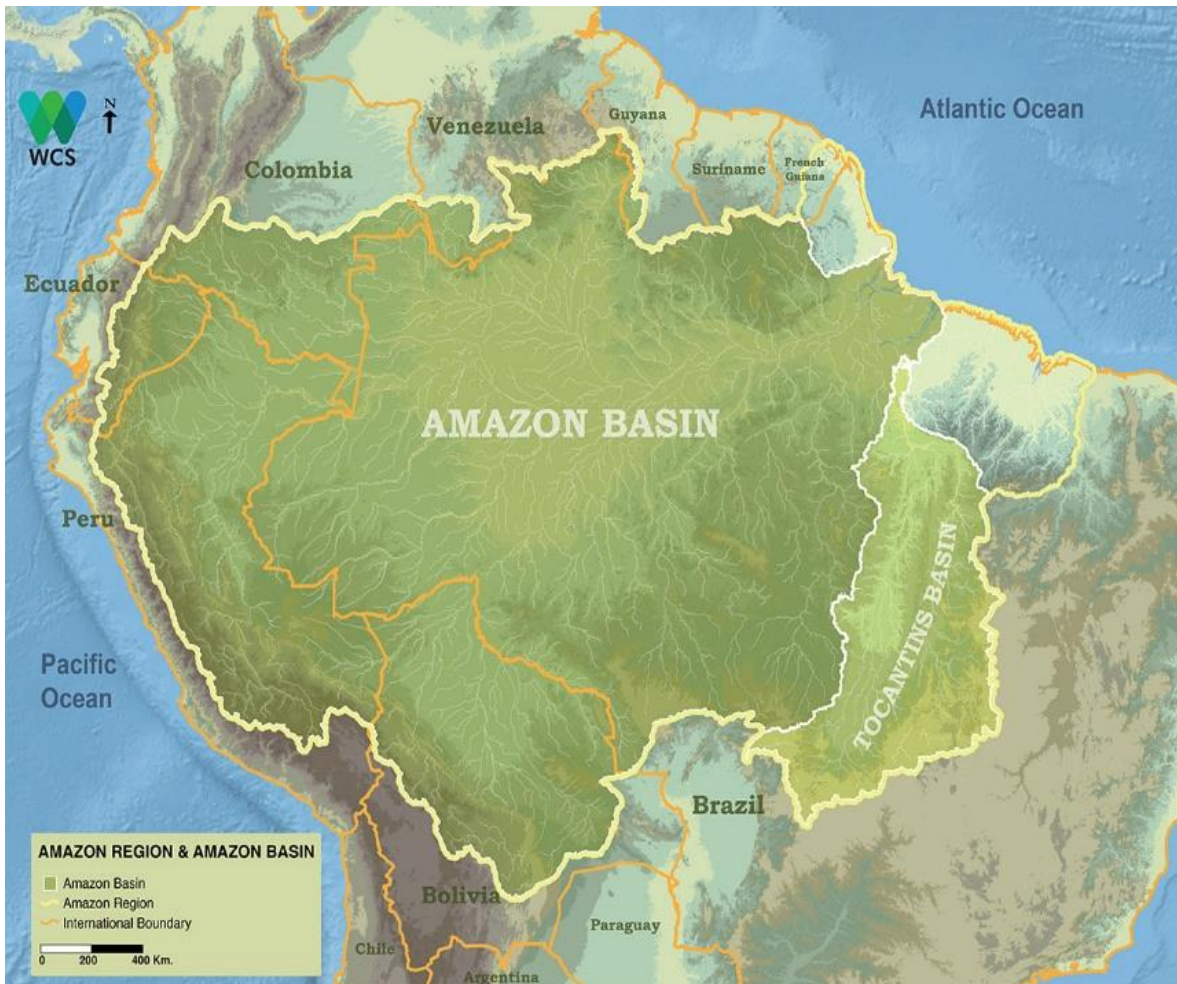 Atlantic Ocean
N
WCS
Guyana
Venezuela
Colombia
Suriname
French
Guiana
Ecuador
AMAZON BASIN
Peru
TOCANTINS BASIN
Pacific
Ocean
Brazil
AMAZON REGION & AMAZON BASIN
Amazon Basin
Amazon Region
International Boundary
0 200 400 Km.
Bolivia
Paraguay
Chile
Argentina